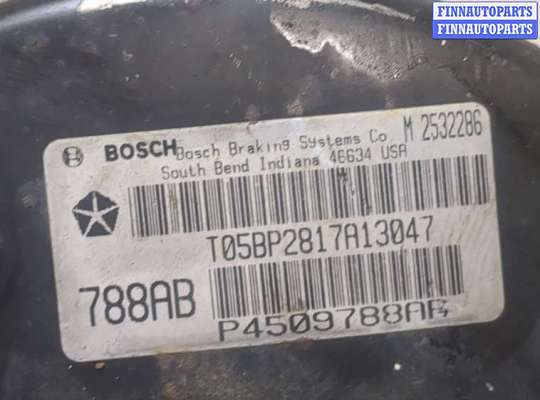 FINNAUTOPARTS
FINNAUTOPARTS
BOSCH Bosch Braking Systems Co. M 2532286
South Bend Indiana 46634 USA
T05BP2817A13047
788AB
P4509788AB